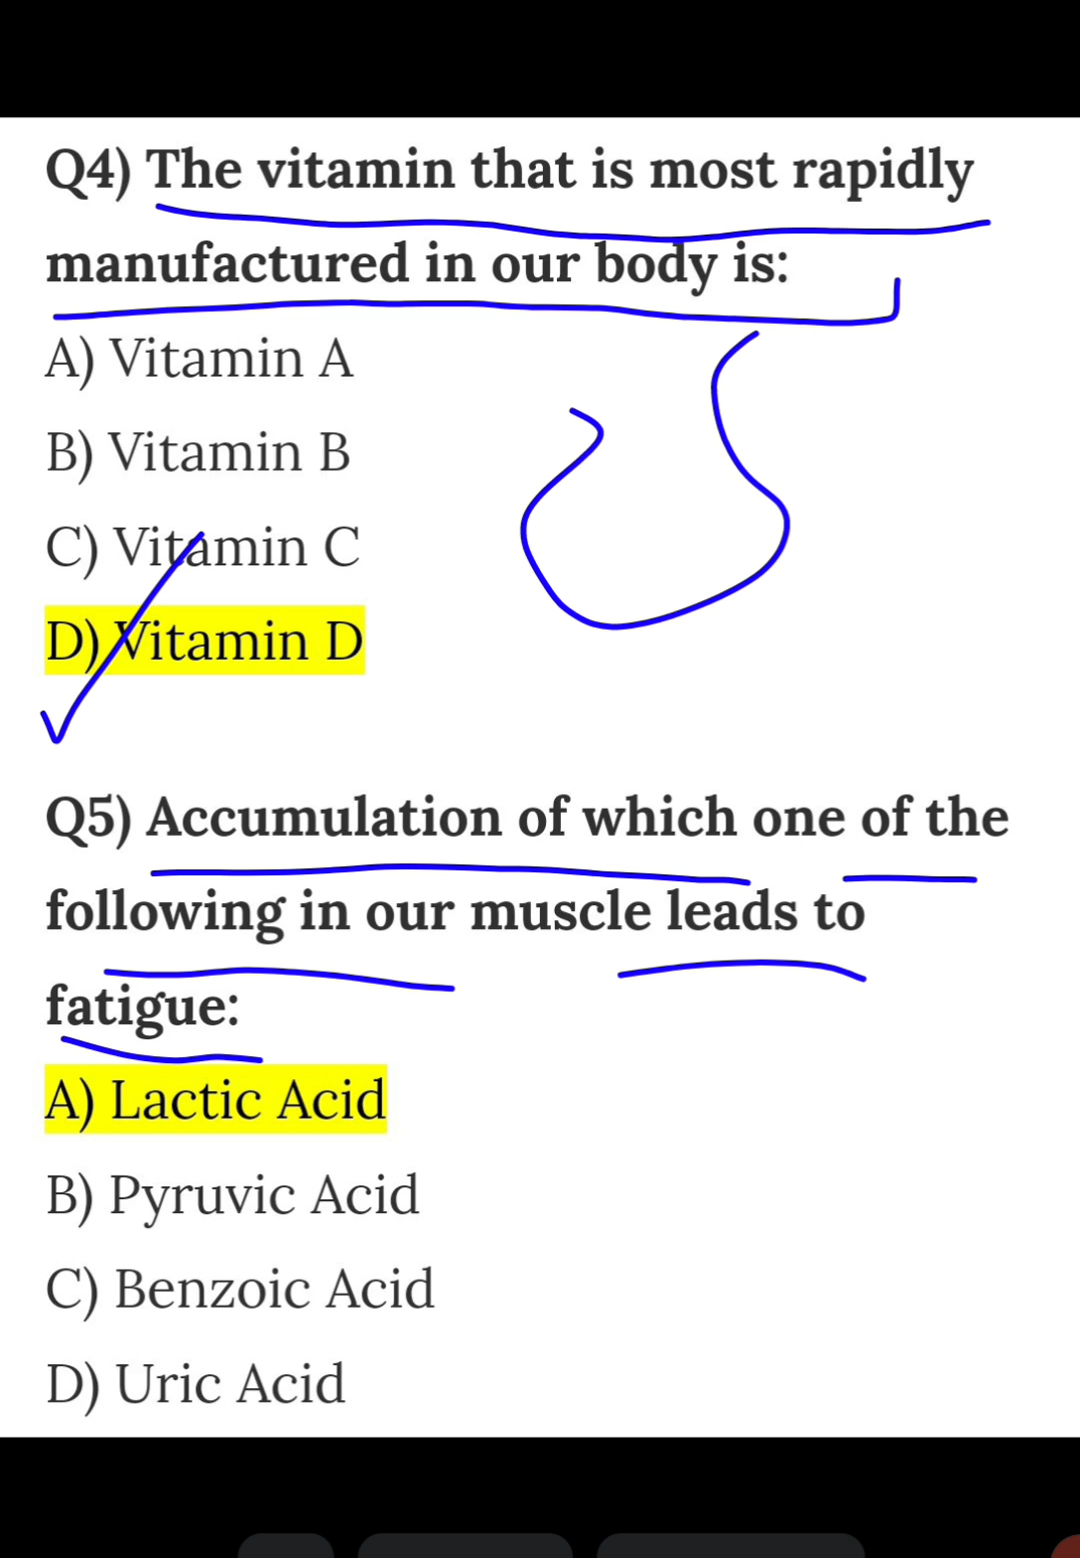 Q4) The vitamin that is most rapidly
manufactured in our body is:
A) Vitamin A
B) Vitamin B
C) Vitamin C
D) Vitamin D
Q5) Accumulation of which one of the
following in our muscle leads to
fatigue:
A) Lactic Acid
B) Pyruvic Acid
C) Benzoic Acid
D) Uric Acid